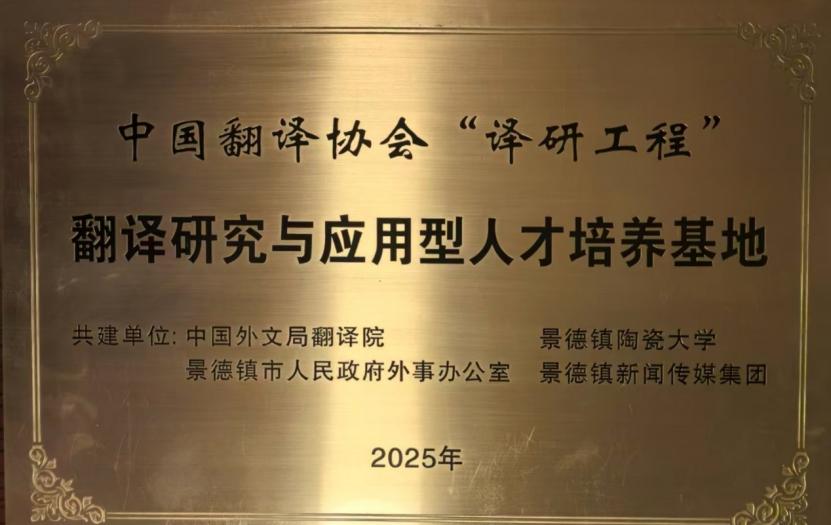 中国翻译协会“译研工程”
翻译研究与应用型人才培养基地
共建单位: 中国外文局翻译院 景德镇陶瓷大学
景德镇市人民政府外事办公室 景德镇新闻传媒集团
2025年